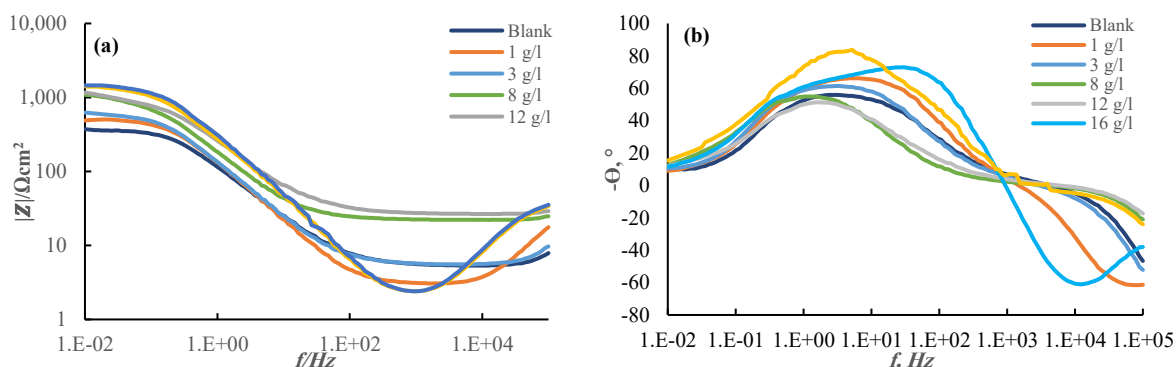 (a)
10,000
1,000
100
10
1
|Z|/Ωcm²
1.E-02 1.E+00 1.E+02 1.E+04
f/Hz
Blank
1 g/l
3 g/l
8 g/l
12 g/l
(b)
100
80
60
40
20
0
-20
-40
-60
-80
-ϴ, °
1.E-02 1.E-01 1.E+00 1.E+01 1.E+02 1.E+03 1.E+04 1.E+05
f, Hz
Blank
1 g/l
3 g/l
8 g/l
12 g/l
16 g/l